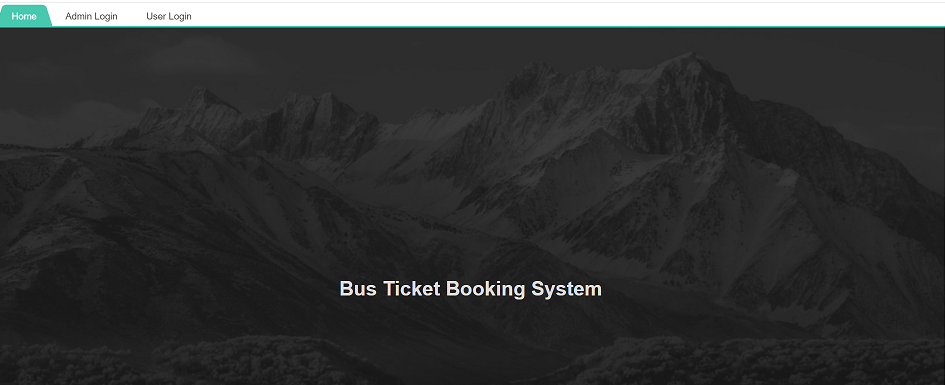 Home Admin Login User Login
Bus Ticket Booking System